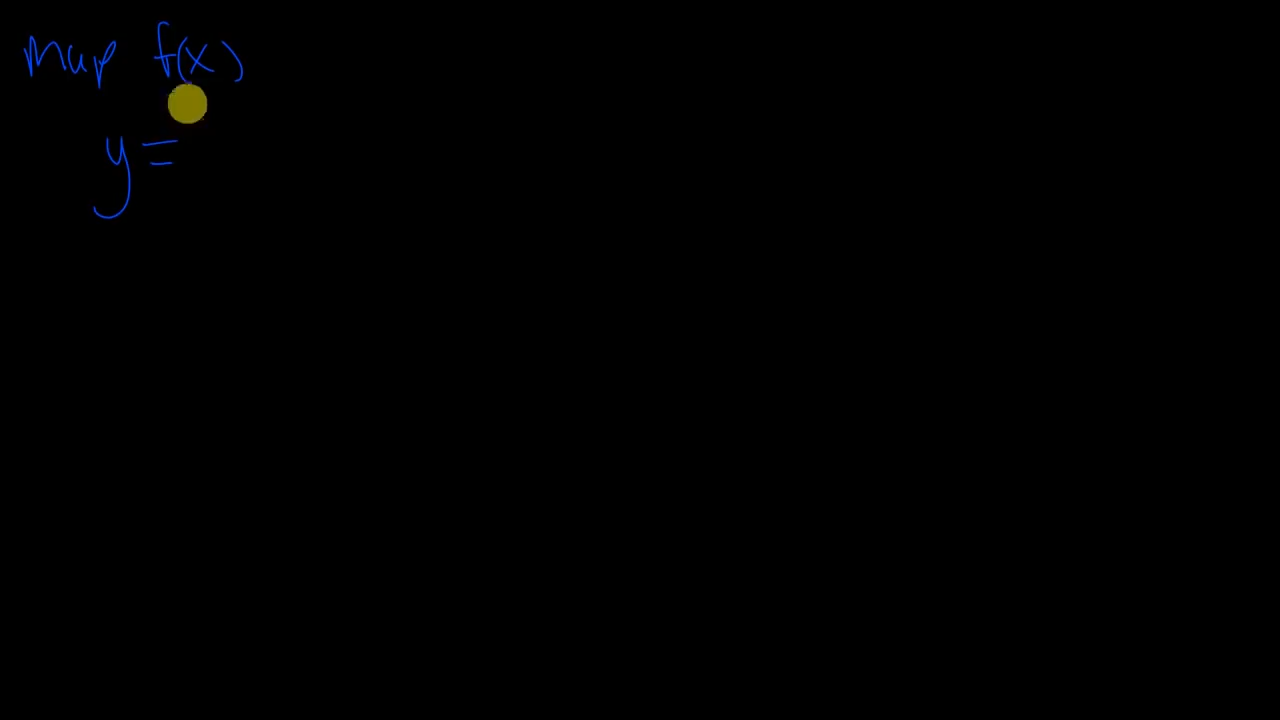 map f(x)
y =